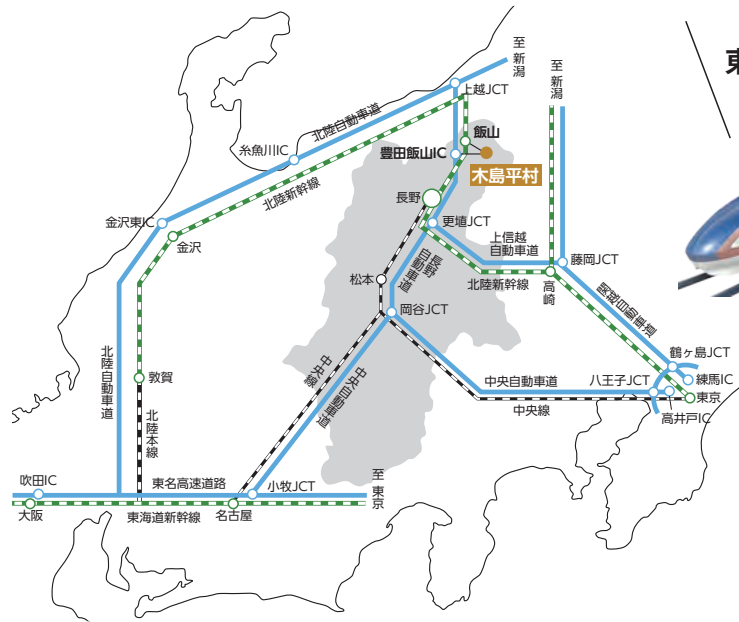 至新潟
東
至新潟
上越JCT
北陸自動車道
飯山
糸魚川IC
豊田飯山IC
木島平村
北陸新幹線
長野
金沢東IC
更埴JCT
金沢
上信越
自動車道
長野
自動車道
藤岡JCT
松本
北陸新幹線
高崎
関越自動車道
岡谷JCT
北陸自動車道
鶴ヶ島JCT
中央線
中央自動車道
敦賀
中央自動車道
八王子JCT
練馬IC
東京
北陸本線
中央線
高井戸IC
吹田IC
東名高速道路
小牧JCT
至東京
大阪
東海道新幹線
名古屋